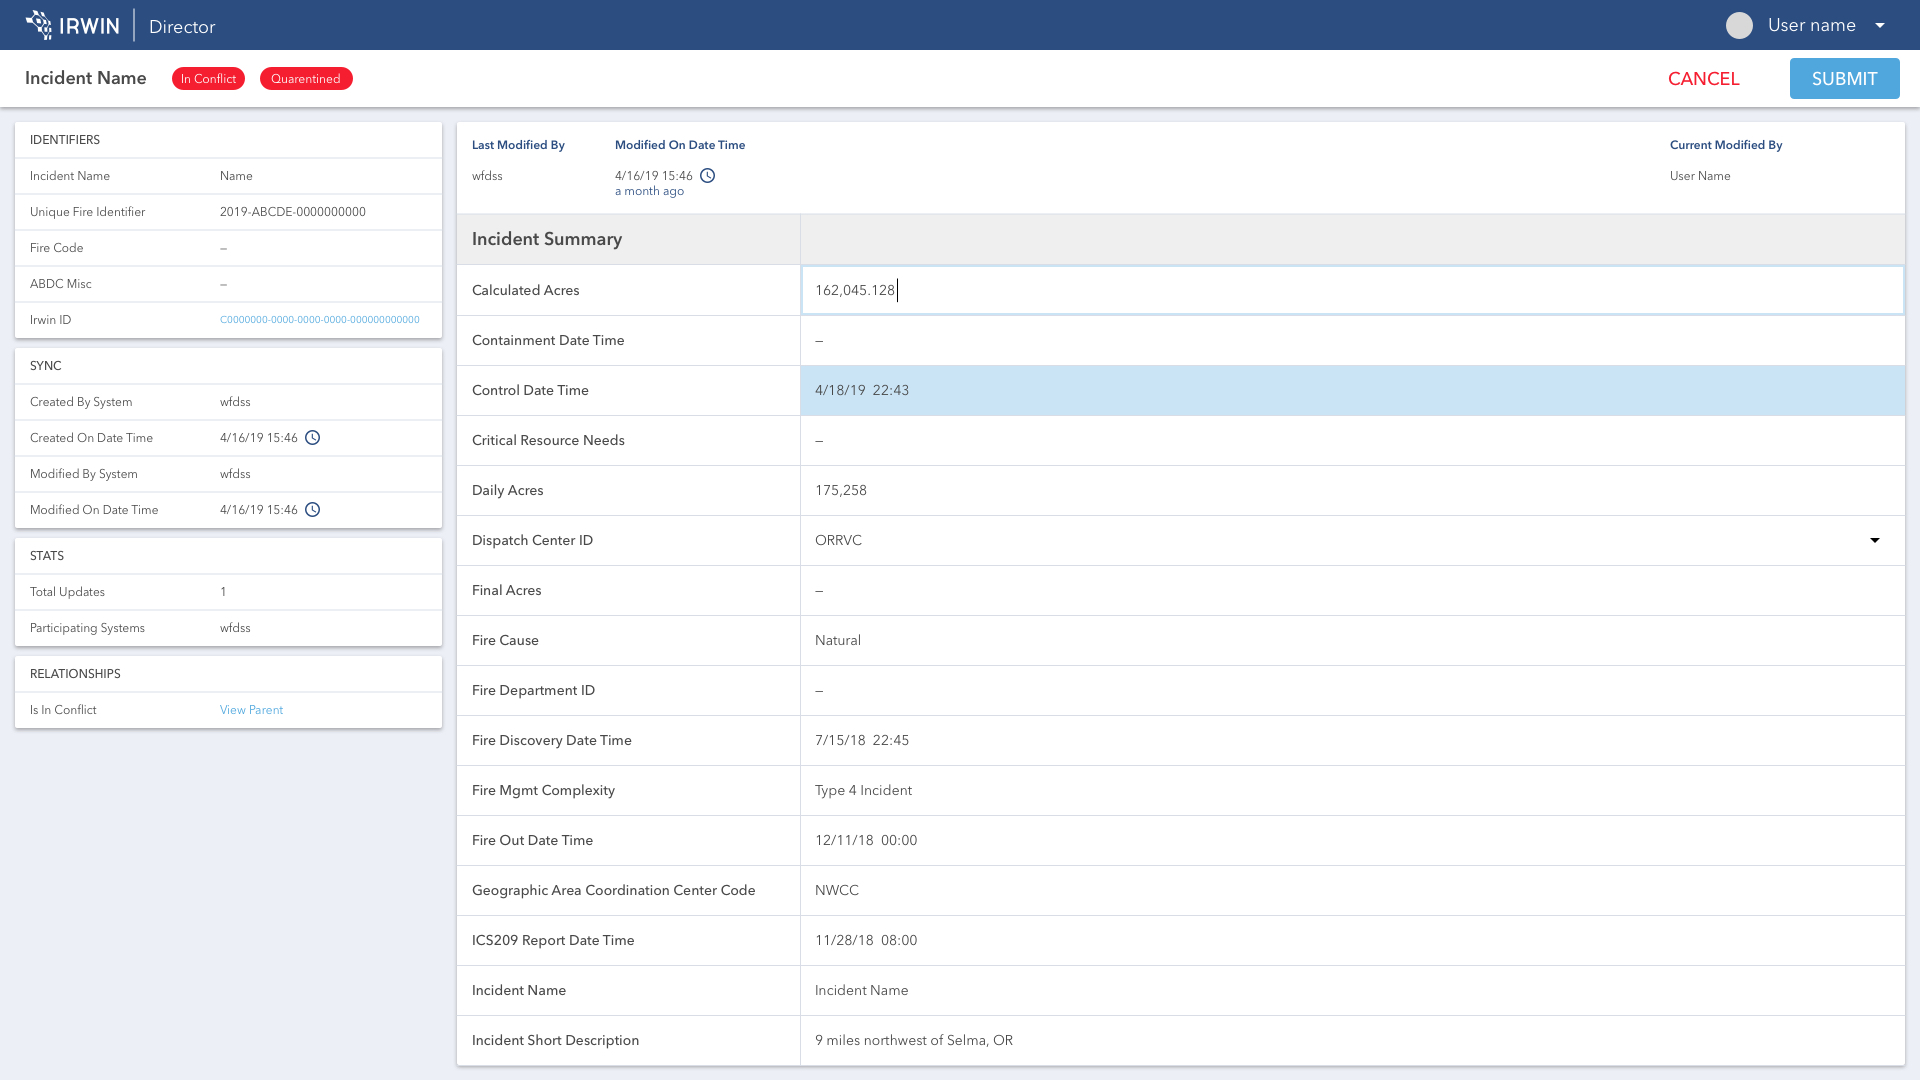 IRWIN Director User name
Incident Name In Conflict Quarentined CANCEL SUBMIT
IDENTIFIERS
Incident Name Name
Unique Fire Identifier 2019-ABCDE-0000000000
Fire Code –
ABDC Misc –
Irwin ID C0000000-0000-0000-0000-000000000000
SYNC
Created By System wfdss
Created On Date Time 4/16/19 15:46
Modified By System wfdss
Modified On Date Time 4/16/19 15:46
STATS
Total Updates 1
Participating Systems wfdss
RELATIONSHIPS
Is In Conflict View Parent
Last Modified By Modified On Date Time Current Modified By
wfdss 4/16/19 15:46 User Name
a month ago
Incident Summary
Calculated Acres 162,045.128
Containment Date Time –
Control Date Time 4/18/19 22:43
Critical Resource Needs –
Daily Acres 175,258
Dispatch Center ID ORRVC
Final Acres –
Fire Cause Natural
Fire Department ID –
Fire Discovery Date Time 7/15/18 22:45
Fire Mgmt Complexity Type 4 Incident
Fire Out Date Time 12/11/18 00:00
Geographic Area Coordination Center Code NWCC
ICS209 Report Date Time 11/28/18 08:00
Incident Name Incident Name
Incident Short Description 9 miles northwest of Selma, OR